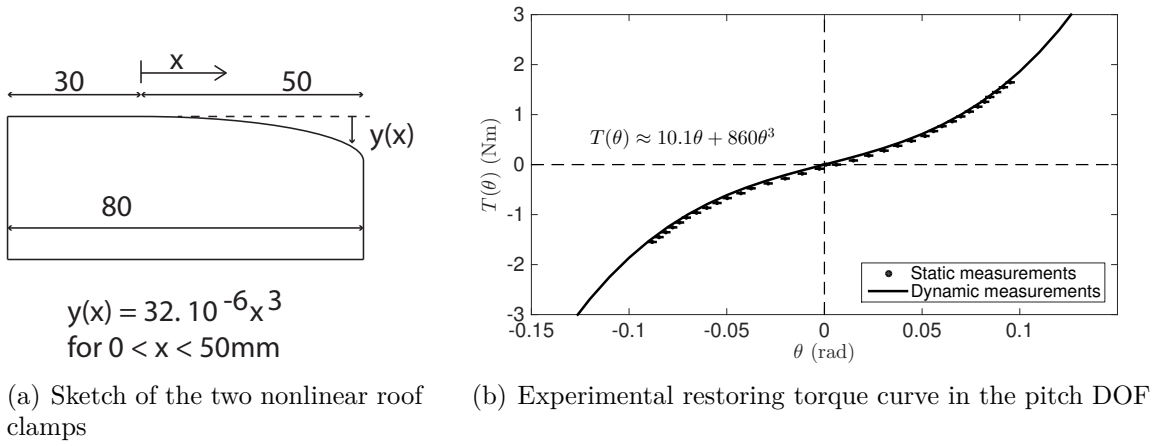 x
30
50
y(x)
80
y(x) = 32. 10 -6x3
for 0 < x < 50mm
(a) Sketch of the two nonlinear roof
clamps
3
2
1
0
-1
-2
-3
T(θ) (Nm)
T(θ) ≈ 10.1θ + 860θ³
Static measurements
Dynamic measurements
-0.15
-0.1
-0.05
0
0.05
0.1
θ (rad)
(b) Experimental restoring torque curve in the pitch DOF